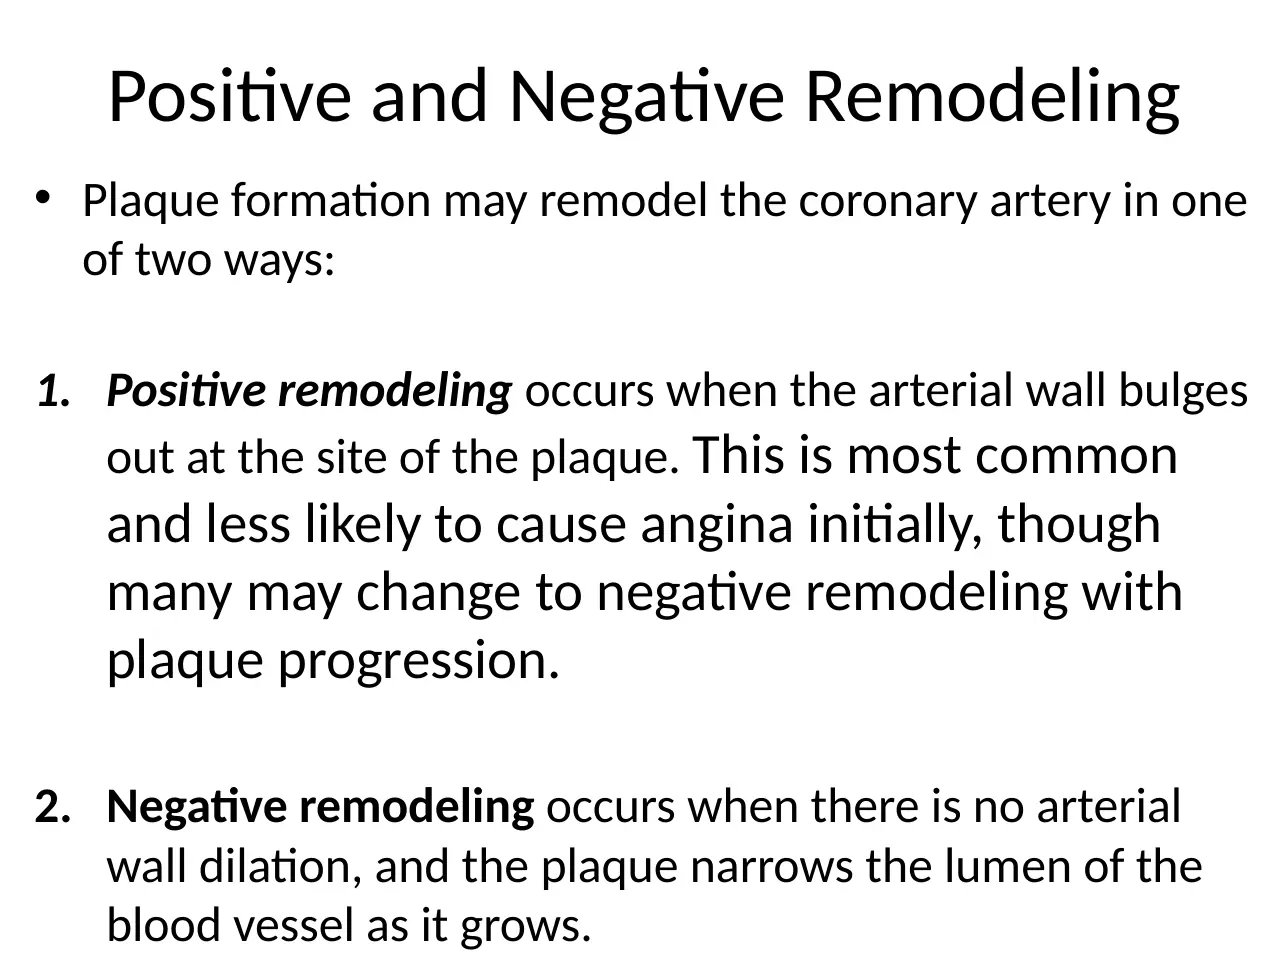 Positive and Negative Remodeling
• Plaque formation may remodel the coronary artery in one
of two ways:
1. Positive remodeling occurs when the arterial wall bulges
out at the site of the plaque. This is most common
and less likely to cause angina initially, though
many may change to negative remodeling with
plaque progression.
2. Negative remodeling occurs when there is no arterial
wall dilation, and the plaque narrows the lumen of the
blood vessel as it grows.